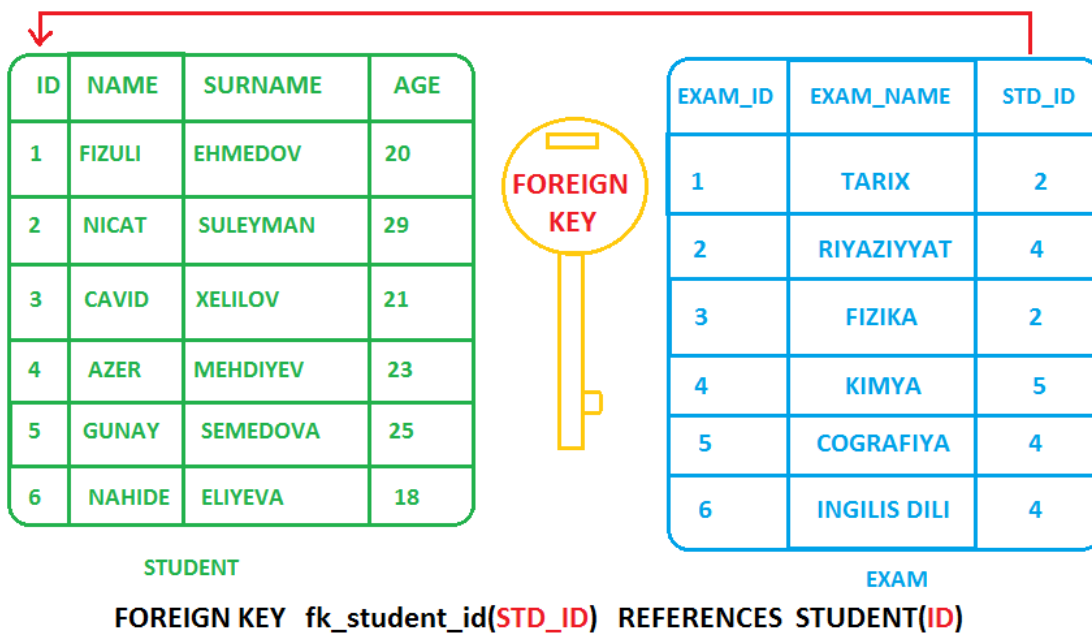 ID NAME SURNAME AGE
1 FIZULI EHMEDOV 20
2 NICAT SULEYMAN 29
3 CAVID XELILOV 21
4 AZER MEHDIYEV 23
5 GUNAY SEMEDOVA 25
6 NAHIDE ELIYEVA 18
STUDENT
FOREIGN
KEY
EXAM_ID EXAM_NAME STD_ID
1 TARIX 2
2 RIYAZIYYAT 4
3 FIZIKA 2
4 KIMYA 5
5 COGRAFIYA 4
6 INGILIS DILI 4
EXAM
FOREIGN KEY fk_student_id(STD_ID) REFERENCES STUDENT(ID)